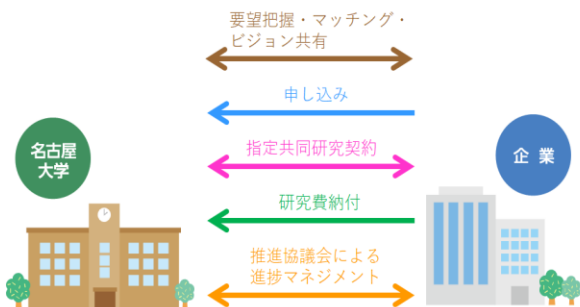 要望把握・マッチング・
ビジョン共有
申し込み
名古屋
大学
指定共同研究契約
企業
研究費納付
推進協議会による
進捗マネジメント